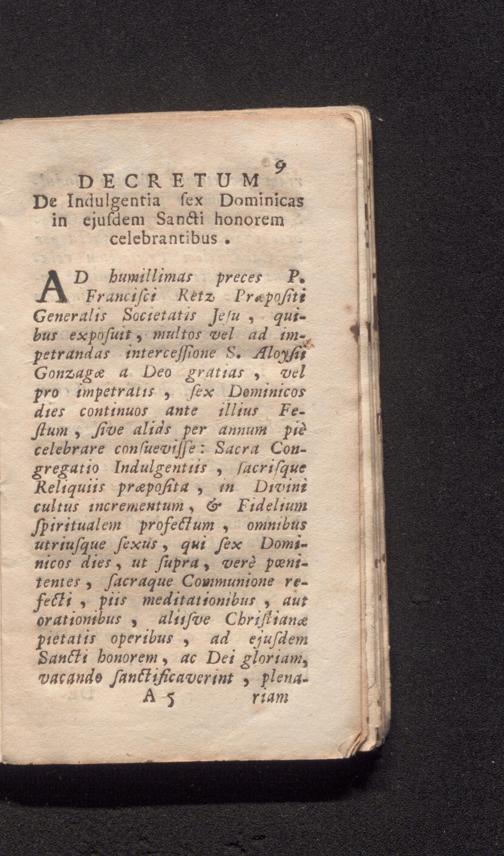 9
DECRETUM
De Indulgentia ſex Dominicas
in ejuſdem Sancti honorem
celebrantibus .
AD humillimas preces P.
Franciſci Retz Præpoſiti
Generalis Societatis Jeſu , qui-
bus expoſuit , multos vel ad im-
petrandas interceſſione S. Aloyſii
Gonzagæ a Deo gratias , vel
pro impetratis , ſex Dominicos
dies continuos ante illius Fe-
ſtum , ſive aliàs per annum piè
celebrare conſueviſſe : Sacra Con-
gregatio Indulgentiis , ſacriſque
Reliquiis præpoſita , in Divini
cultus incrementum , & Fidelium
ſpiritualem profectum , omnibus
utriuſque ſexus , qui ſex Domi-
nicos dies , ut ſupra , verè pœni-
tentes , ſacraque Communione re-
fecti , piis meditationibus , aut
orationibus , aliiſve Chriſtianæ
pietatis operibus , ad ejuſdem
Sancti honorem , ac Dei gloriam,
vacando ſanctificaverint , plena-
A 5 riam